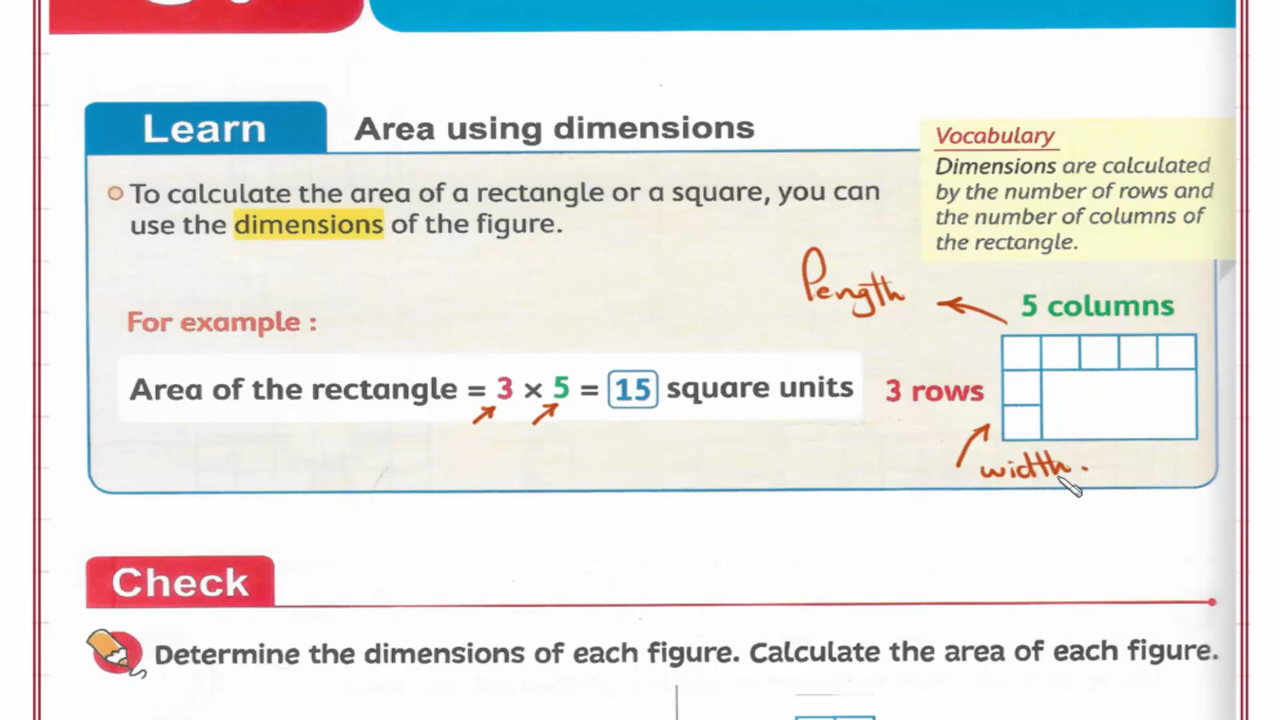 Learn
Area using dimensions
Vocabulary
Dimensions are calculated
by the number of rows and
the number of columns of
the rectangle.
To calculate the area of a rectangle or a square, you can
use the dimensions of the figure.
length
5 columns
For example :
Area of the rectangle = 3 × 5 = 15 square units
3 rows
width.
Check
Determine the dimensions of each figure. Calculate the area of each figure.